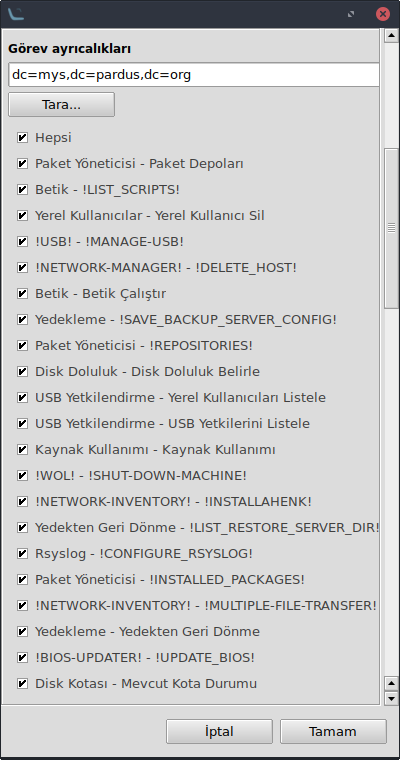 Görev ayrıcalıkları
dc=mys,dc=pardus,dc=org
Tara...
Hepsi
Paket Yöneticisi - Paket Depoları
Betik - !LIST_SCRIPTS!
Yerel Kullanıcılar - Yerel Kullanıcı Sil
!USB! - !MANAGE-USB!
!NETWORK-MANAGER! - !DELETE_HOST!
Betik - Betik Çalıştır
Yedekleme - !SAVE_BACKUP_SERVER_CONFIG!
Paket Yöneticisi - !REPOSITORIES!
Disk Doluluk - Disk Doluluk Belirle
USB Yetkilendirme - Yerel Kullanıcıları Listele
USB Yetkilendirme - USB Yetkilerini Listele
Kaynak Kullanımı - Kaynak Kullanımı
!WOL! - !SHUT-DOWN-MACHINE!
!NETWORK-INVENTORY! - !INSTALLAHENK!
Yedekten Geri Dönme - !LIST_RESTORE_SERVER_DIR!
Rsyslog - !CONFIGURE_RSYSLOG!
Paket Yöneticisi - !INSTALLED_PACKAGES!
!NETWORK-INVENTORY! - !MULTIPLE-FILE-TRANSFER!
Yedekleme - Yedekten Geri Dönme
!BIOS-UPDATER! - !UPDATE_BIOS!
Disk Kotası - Mevcut Kota Durumu
İptal
Tamam